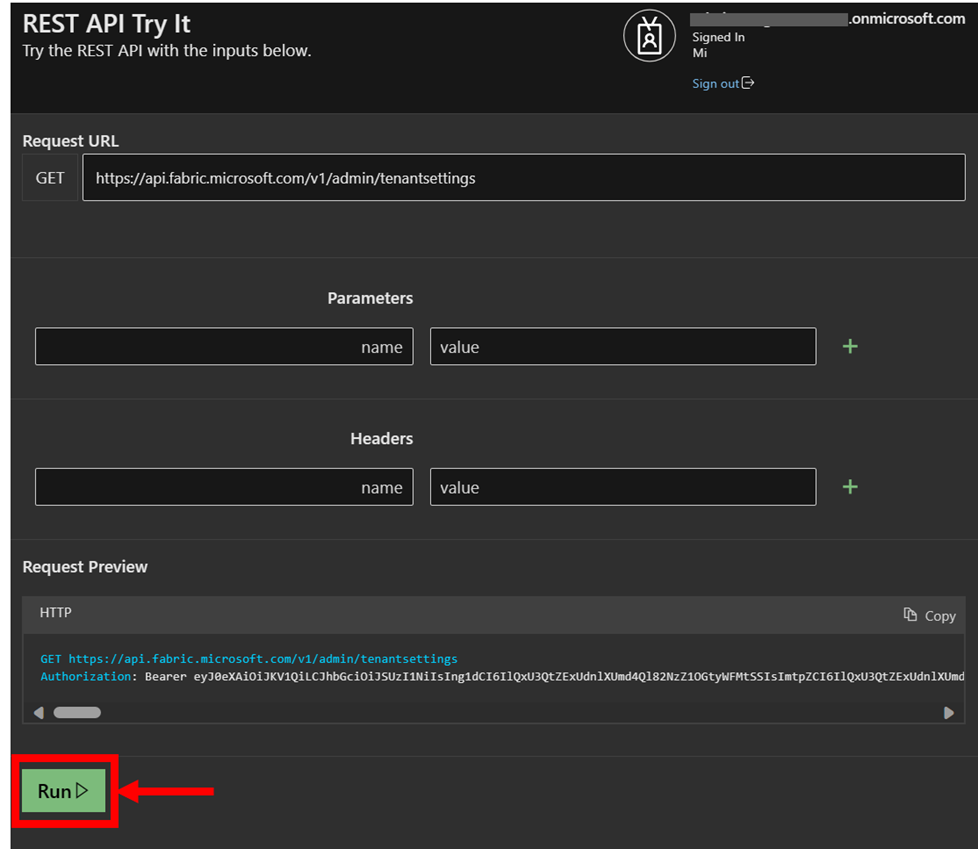 REST API Try It
Try the REST API with the inputs below.
.onmicrosoft.com
Signed In
Mi
Sign out
Request URL
GET https://api.fabric.microsoft.com/v1/admin/tenantsettings
Parameters
name value +
Headers
name value +
Request Preview
HTTP Copy
GET https://api.fabric.microsoft.com/v1/admin/tenantsettings
Authorization: Bearer eyJ0eXAiOiJKV1QiLCJhbGciOiJSUzI1NiIsIng1dCI6IlQxU3QtZExUdnlXUmd4Ql82NzZ1OGtyWFMtSSIsImtpZCI6IlQxU3QtZExUdnlXUmd
Run